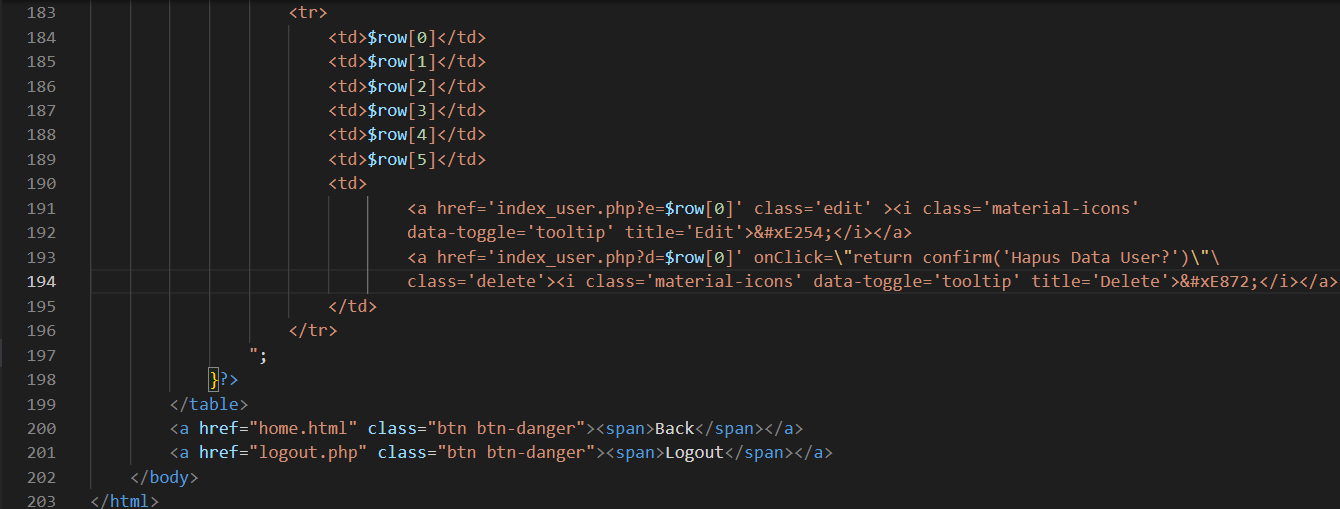 183 <tr>
184 <td>$row[0]</td>
185 <td>$row[1]</td>
186 <td>$row[2]</td>
187 <td>$row[3]</td>
188 <td>$row[4]</td>
189 <td>$row[5]</td>
190 <td>
191 <a href='index_user.php?e=$row[0]' class='edit' ><i class='material-icons'
192 data-toggle='tooltip' title='Edit'>&#xE254;</i></a>
193 <a href='index_user.php?d=$row[0]' onClick=\"return confirm('Hapus Data User?')\"\
194 class='delete'><i class='material-icons' data-toggle='tooltip' title='Delete'>&#xE872;</i></a>
195 </td>
196 </tr>
197 ";
198 }?>
199 </table>
200 <a href="home.html" class="btn btn-danger"><span>Back</span></a>
201 <a href="logout.php" class="btn btn-danger"><span>Logout</span></a>
202 </body>
203 </html>